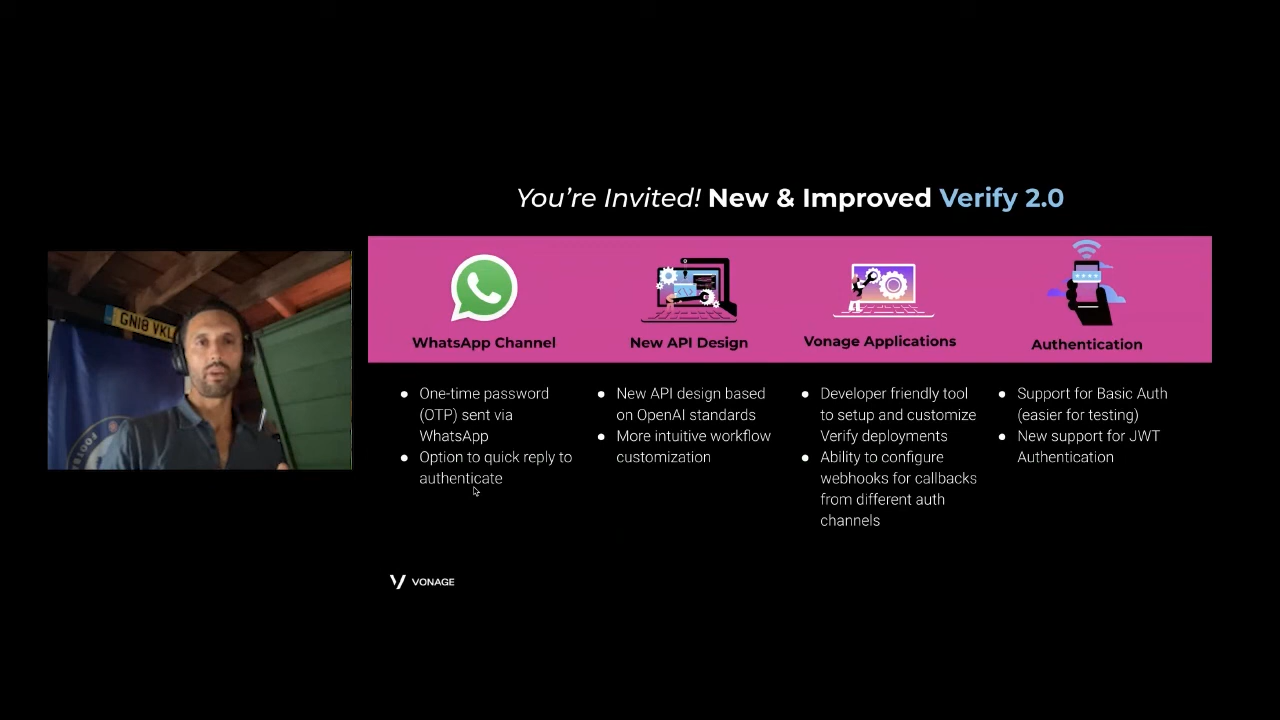 You're Invited! New & Improved Verify 2.0
WhatsApp Channel
New API Design
Vonage Applications
Authentication
One-time password
(OTP) sent via
WhatsApp
Option to quick reply to
authenticate
New API design based
on OpenAI standards
More intuitive workflow
customization
Developer friendly tool
to setup and customize
Verify deployments
Ability to configure
webhooks for callbacks
from different auth
channels
Support for Basic Auth
(easier for testing)
New support for JWT
Authentication
GN18 VKL
FOOTB
VONAGE